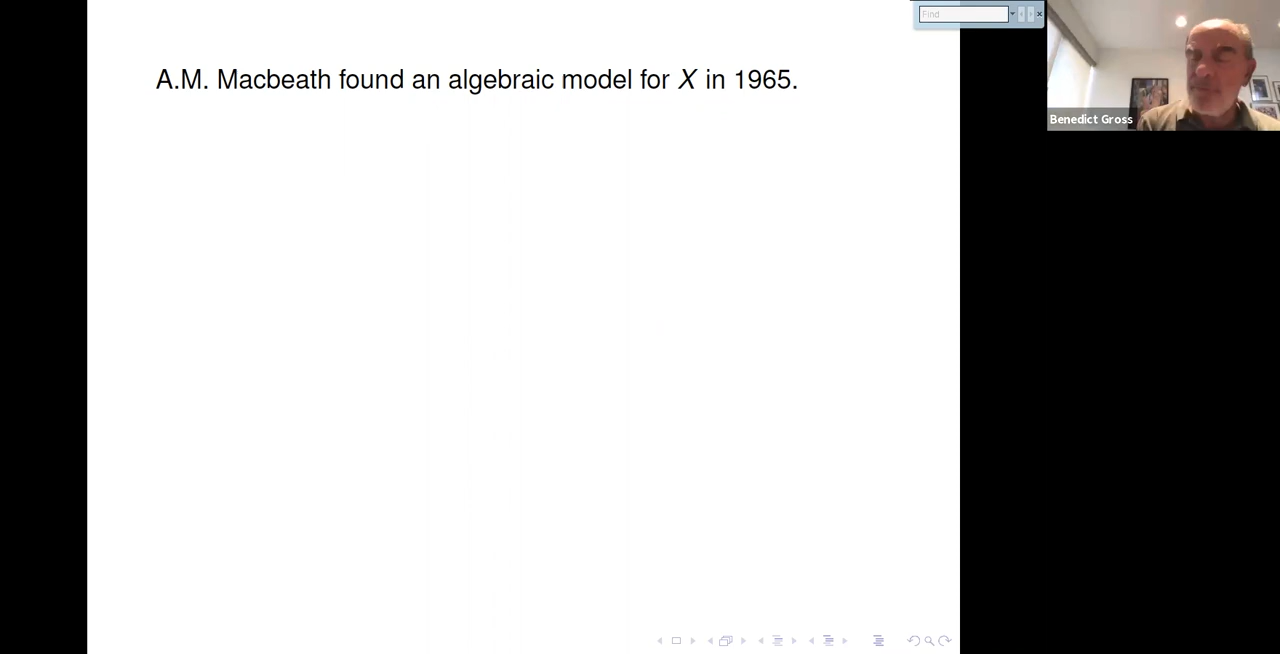 Find
A.M. Macbeath found an algebraic model for X in 1965.
Benedict Gross